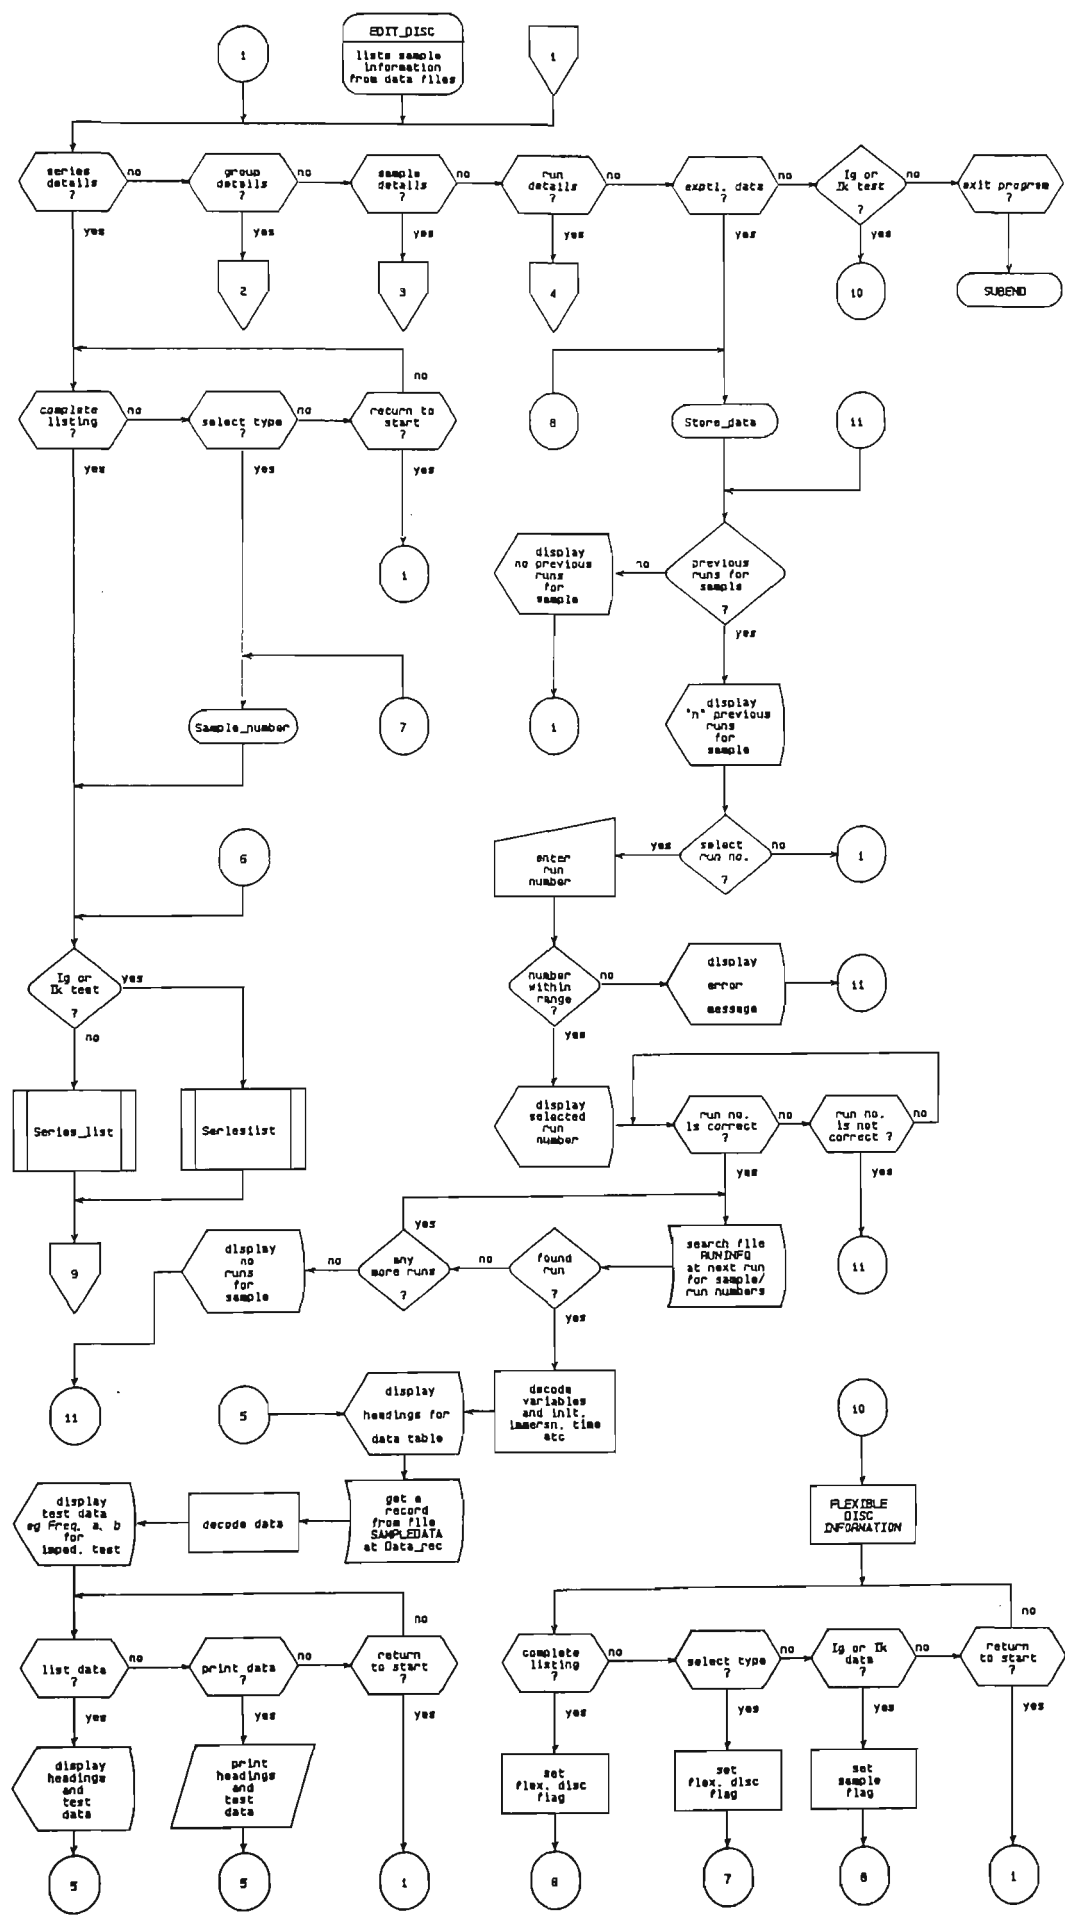 1
EDIT_DISC
lists sample
information
from data files
1
series
details
?
no
group
details
?
no
sample
details
?
no
run
details
?
no
exptl. data
?
no
Ig or
Ik test
?
no
exit program
?
yes
yes
yes
yes
yes
yes
2
3
4
10
SUBEND
no
complete
listing
?
no
select type
?
no
return to
start
?
8
Store_data
11
yes
yes
yes
1
display
no previous
runs
for
sample
no
previous
runs for
sample
?
yes
Sample_number
7
1
display
"n" previous
runs
for
sample
6
enter
run
number
yes
select
run no.
?
no
1
Ig or
Ik test
?
yes
no
number
within
range
?
no
display
error
message
11
yes
Series_list
Serieslist
display
selected
run
number
run no.
is correct
?
no
run no.
is not
correct ?
no
yes
yes
9
display
no
runs
for
sample
no
yes
any
more runs
?
no
found
run
?
search file
RUNINFO
at next run
for sample/
run numbers
11
yes
11
5
display
headings for
data table
decode
variables
and init.
immersn. time
etc
10
display
test data
eg Freq. a. b
for
imped. test
decode data
get a
record
from file
SAMPLEDATA
at Data_rec
FLEXIBLE
DISC
INFORMATION
no
no
list data
?
no
print data
?
no
return
to start
?
complete
listing
?
no
select type
?
no
Ig or Ik
data
?
no
return
to start
?
yes
yes
yes
yes
yes
yes
yes
display
headings
and
test
data
print
headings
and
test
data
set
flex. disc
flag
set
flex. disc
flag
set
sample
flag
5
5
1
7
1